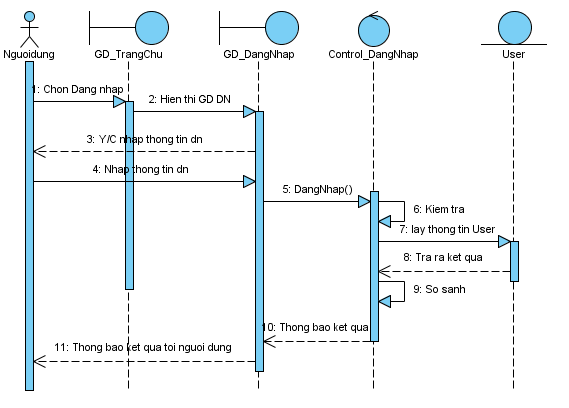 Nguoidung
GD_TrangChu
GD_DangNhap
Control_DangNhap
User
1: Chon Dang nhap
2: Hien thi GD DN
3: Y/C nhap thong tin dn
4: Nhap thong tin dn
5: DangNhap()
6: Kiem tra
7: lay thong tin User
8: Tra ra ket qua
9: So sanh
10: Thong bao ket qua
11: Thong bao ket qua toi nguoi dung